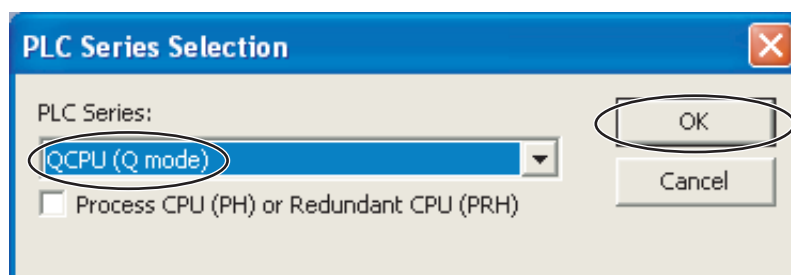 PLC Series Selection
PLC Series:
QCPU (Q mode)
Process CPU (PH) or Redundant CPU (PRH)
OK
Cancel